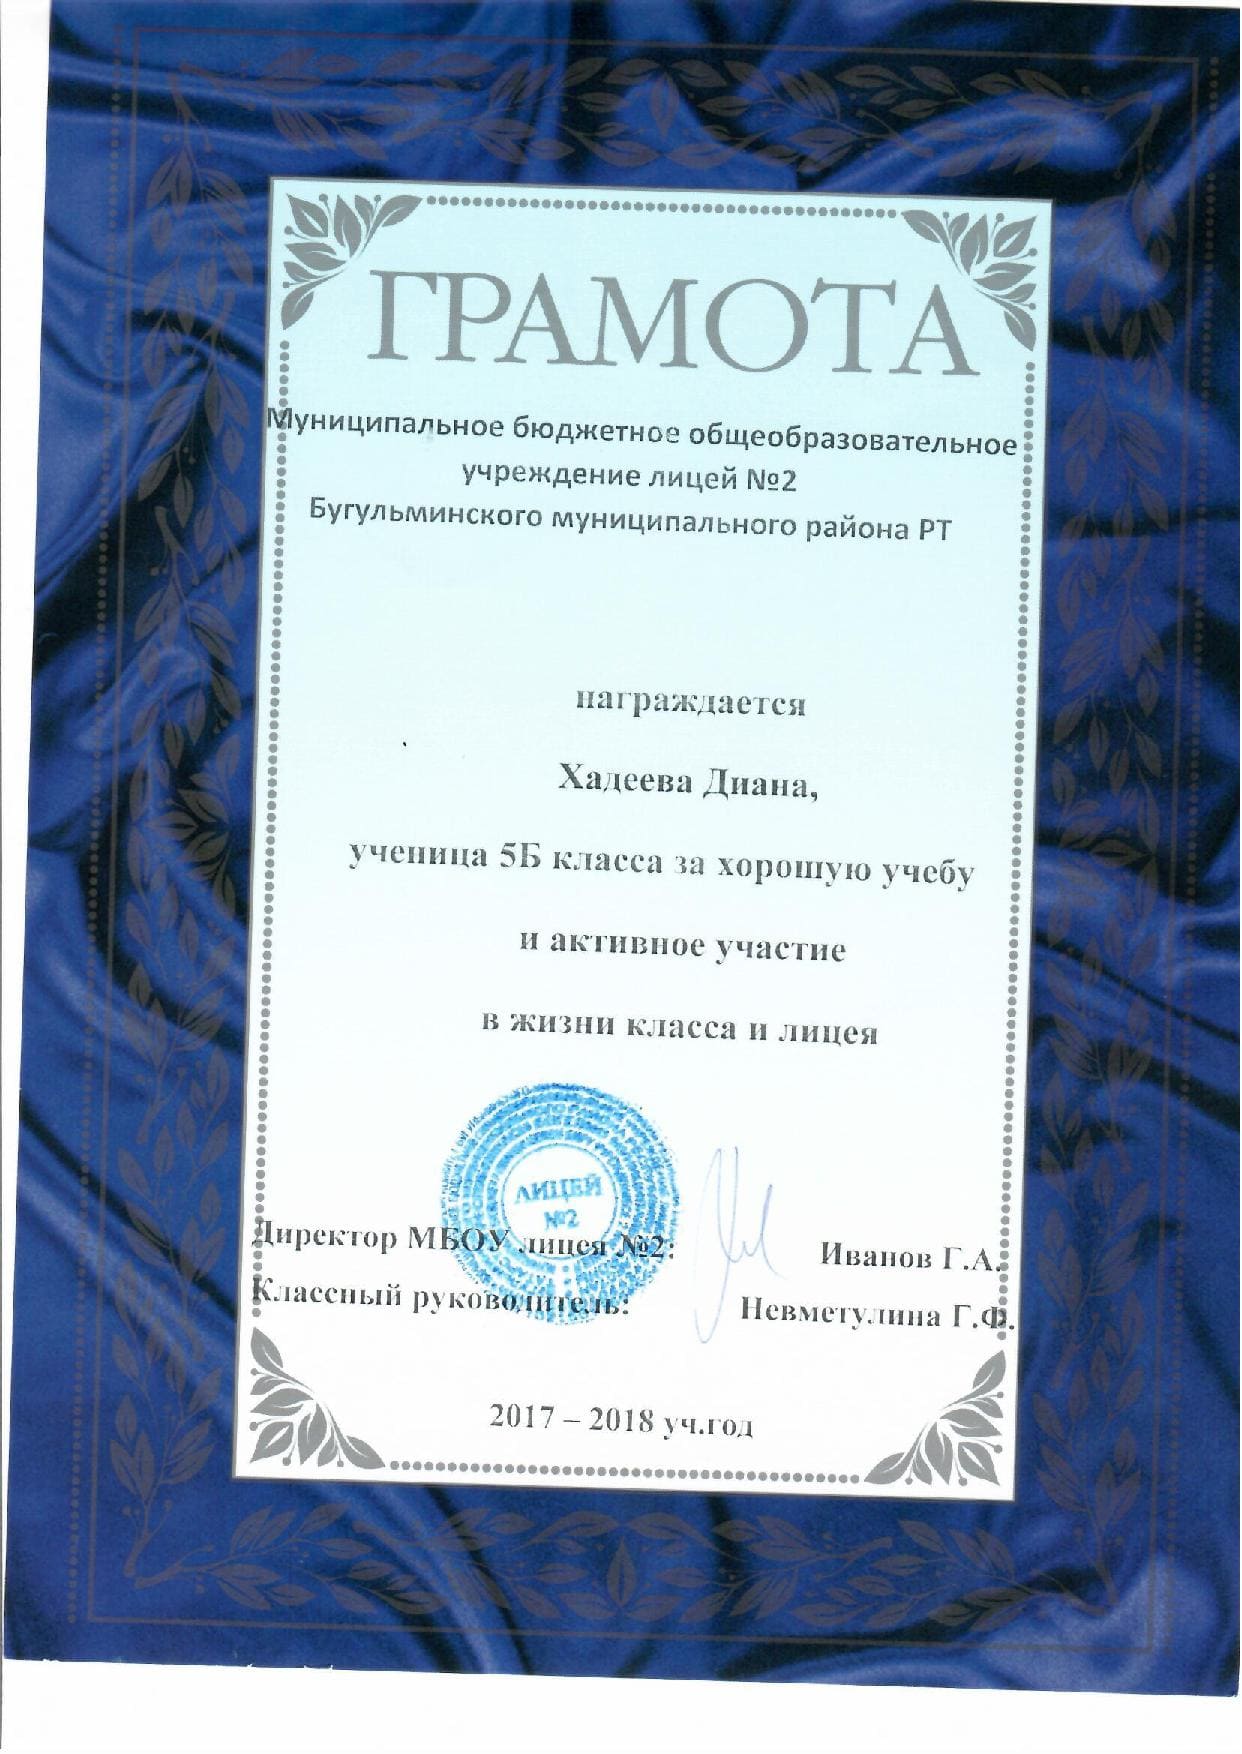 ГРАМОТА
Муниципальное бюджетное общеобразовательное
учреждение лицей №2
Бугульминского муниципального района РТ
награждается
Хадеева Диана,
ученица 5Б класса за хорошую учебу
и активное участие
в жизни класса и лицея
ЛИЦЕЙ
№2
Директор МБОУ лицея №2: Иванов Г.А.
Классный руководитель: Невметулина Г.Ф.
2017 – 2018 уч.год